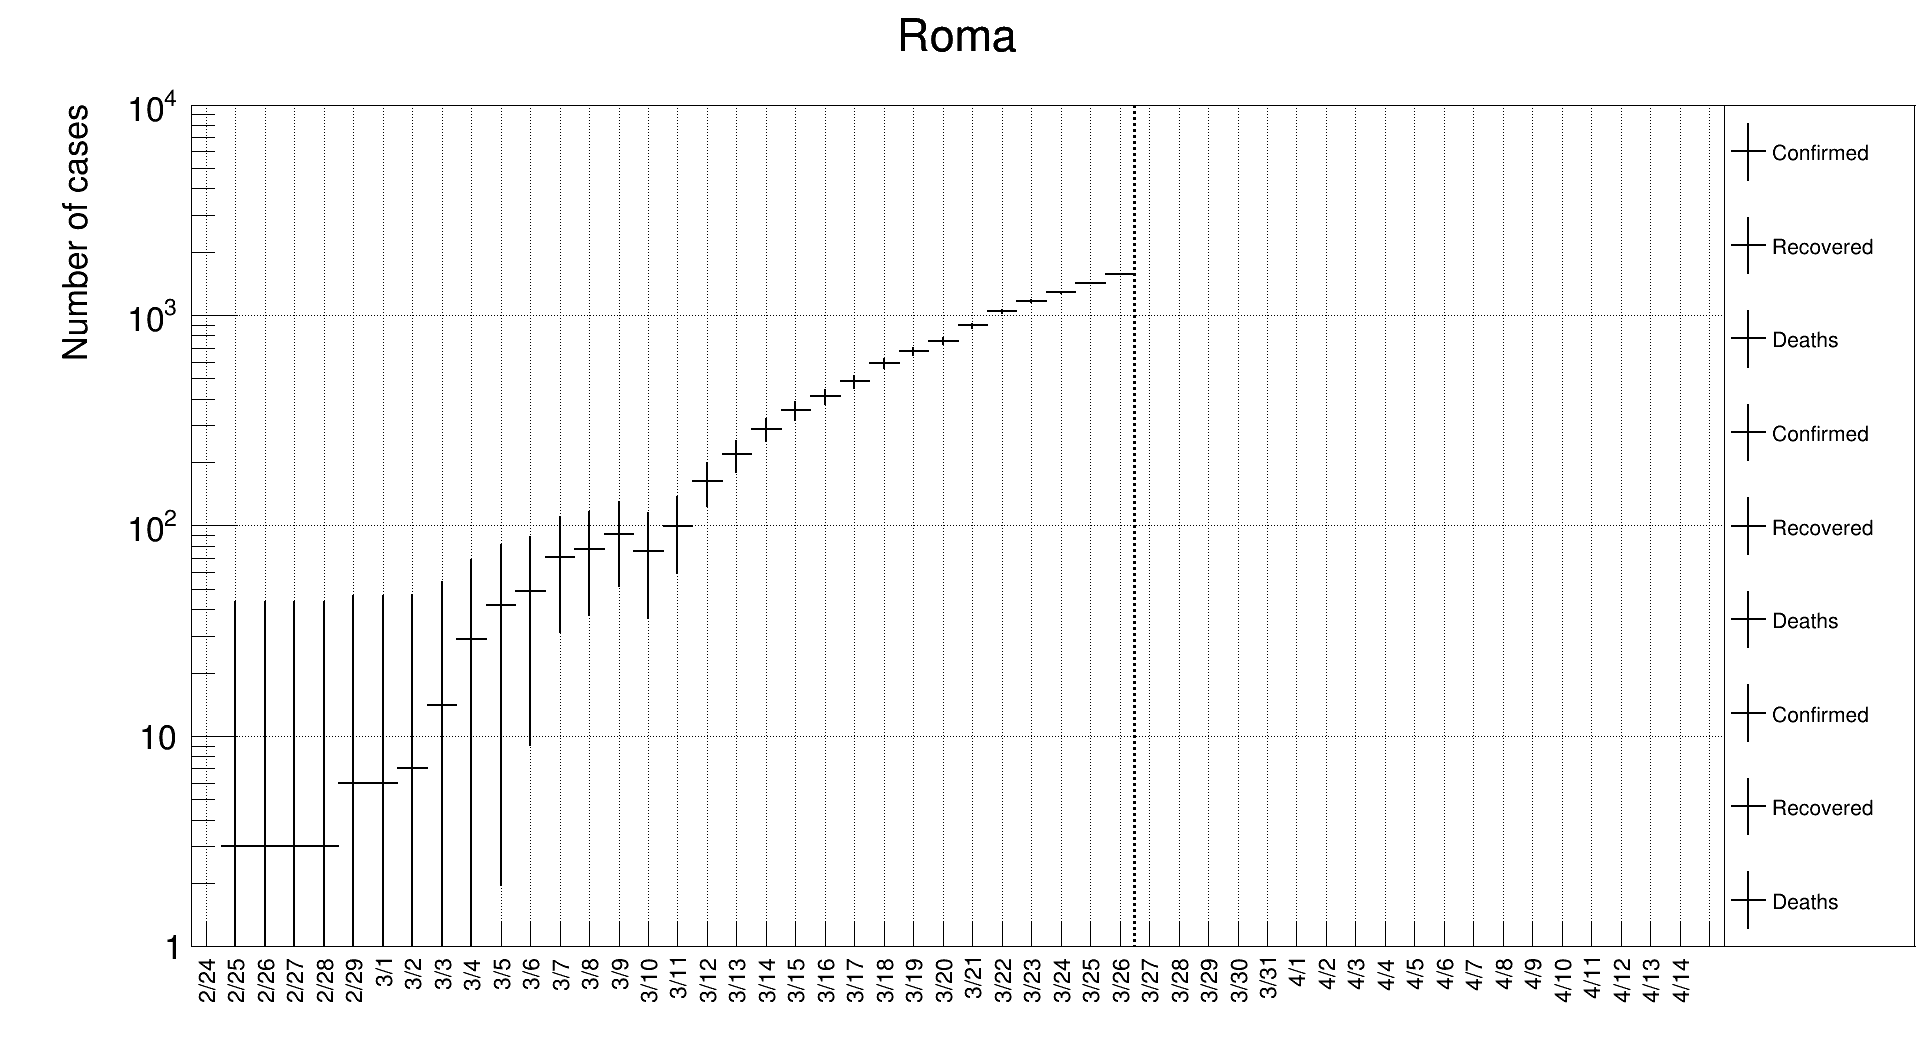 Roma
Number of cases
10^4
10^3
10^2
10
1
2/24 2/25 2/26 2/27 2/28 2/29 3/1 3/2 3/3 3/4 3/5 3/6 3/7 3/8 3/9 3/10 3/11 3/12 3/13 3/14 3/15 3/16 3/17 3/18 3/19 3/20 3/21 3/22 3/23 3/24 3/25 3/26 3/27 3/28 3/29 3/30 3/31 4/1 4/2 4/3 4/4 4/5 4/6 4/7 4/8 4/9 4/10 4/11 4/12 4/13 4/14
Confirmed
Recovered
Deaths
Confirmed
Recovered
Deaths
Confirmed
Recovered
Deaths